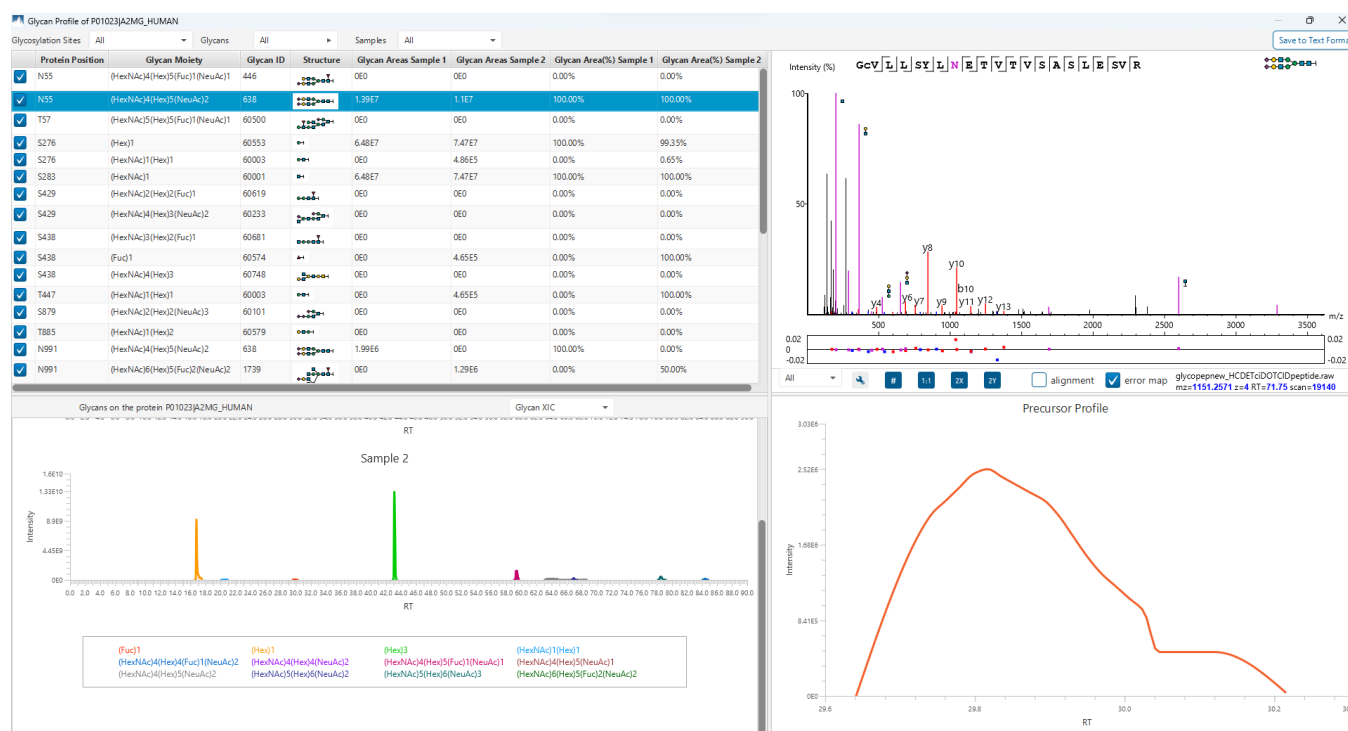 Glycan Profile of P01023|A2MG_HUMAN
Glycosylation Sites All Glycans All Samples All
Save to Text Forma
Protein Position Glycan Moiety Glycan ID Structure Glycan Areas Sample 1 Glycan Areas Sample 2 Glycan Area(%) Sample 1 Glycan Area(%) Sample 2
N55 (HexNAc)4(Hex)5(Fuc)1(NeuAc)1 446 0E0 0E0 0.00% 0.00%
N55 (HexNAc)4(Hex)5(NeuAc)2 638 1.39E7 1.1E7 100.00% 100.00%
T57 (HexNAc)5(Hex)5(Fuc)1(NeuAc)1 60500 0E0 0E0 0.00% 0.00%
S276 (Hex)1 60553 6.48E7 7.47E7 100.00% 99.35%
S276 (HexNAc)1(Hex)1 60003 0E0 4.86E5 0.00% 0.65%
S283 (HexNAc)1 60001 6.48E7 7.47E7 100.00% 100.00%
S429 (HexNAc)2(Hex)2(Fuc)1 60619 0E0 0E0 0.00% 0.00%
S429 (HexNAc)4(Hex)3(NeuAc)2 60233 0E0 0E0 0.00% 0.00%
S438 (HexNAc)3(Hex)2(Fuc)1 60681 0E0 0E0 0.00% 0.00%
S438 (Fuc)1 60574 0E0 4.65E5 0.00% 100.00%
S438 (HexNAc)4(Hex)3 60748 0E0 0E0 0.00% 0.00%
T447 (HexNAc)1(Hex)1 60003 0E0 4.65E5 0.00% 100.00%
S879 (HexNAc)2(Hex)2(NeuAc)3 60101 0E0 0E0 0.00% 0.00%
T885 (HexNAc)1(Hex)2 60579 0E0 0E0 0.00% 0.00%
N991 (HexNAc)4(Hex)5(NeuAc)2 638 1.99E6 0E0 100.00% 0.00%
N991 (HexNAc)6(Hex)5(Fuc)2(NeuAc)2 1739 0E0 1.29E6 0.00% 50.00%
Intensity (%)
GcVLLSYLNETVTVSASLESVR
100
50
y4 y6 y7 y8 y9 y10 b10 y11 y12 y13
500 1000 1500 2000 2500 3000 3500 m/z
0.02 0.02
0
-0.02 -0.02
All # 1:1 2X 2Y alignment error map
glycopepnew_HCDETciDOTCIDpeptide.raw
mz=1151.2571 z=4 RT=71.75 scan=19140
Glycans on the protein P01023|A2MG_HUMAN Glycan XIC
RT
Sample 2
Intensity
1.6E10
1.33E10
8.9E9
4.45E9
0E0
0.0 2.0 4.0 6.0 8.0 10.0 12.0 14.0 16.0 18.0 20.0 22.0 24.0 26.0 28.0 30.0 32.0 34.0 36.0 38.0 40.0 42.0 44.0 46.0 48.0 50.0 52.0 54.0 56.0 58.0 60.0 62.0 64.0 66.0 68.0 70.0 72.0 74.0 76.0 78.0 80.0 82.0 84.0 86.0 88.0 90.0
RT
(Fuc)1 (Hex)1 (Hex)3 (HexNAc)1(Hex)1
(HexNAc)4(Hex)4(Fuc)1(NeuAc)2 (HexNAc)4(Hex)4(NeuAc)2 (HexNAc)4(Hex)5(Fuc)1(NeuAc)1 (HexNAc)4(Hex)5(NeuAc)1
(HexNAc)4(Hex)5(NeuAc)2 (HexNAc)5(Hex)6(NeuAc)2 (HexNAc)5(Hex)6(NeuAc)3 (HexNAc)6(Hex)5(Fuc)2(NeuAc)2
Precursor Profile
Intensity
3.03E6
2.52E6
1.68E6
8.41E5
0E0
29.6 29.8 30.0 30.2
RT